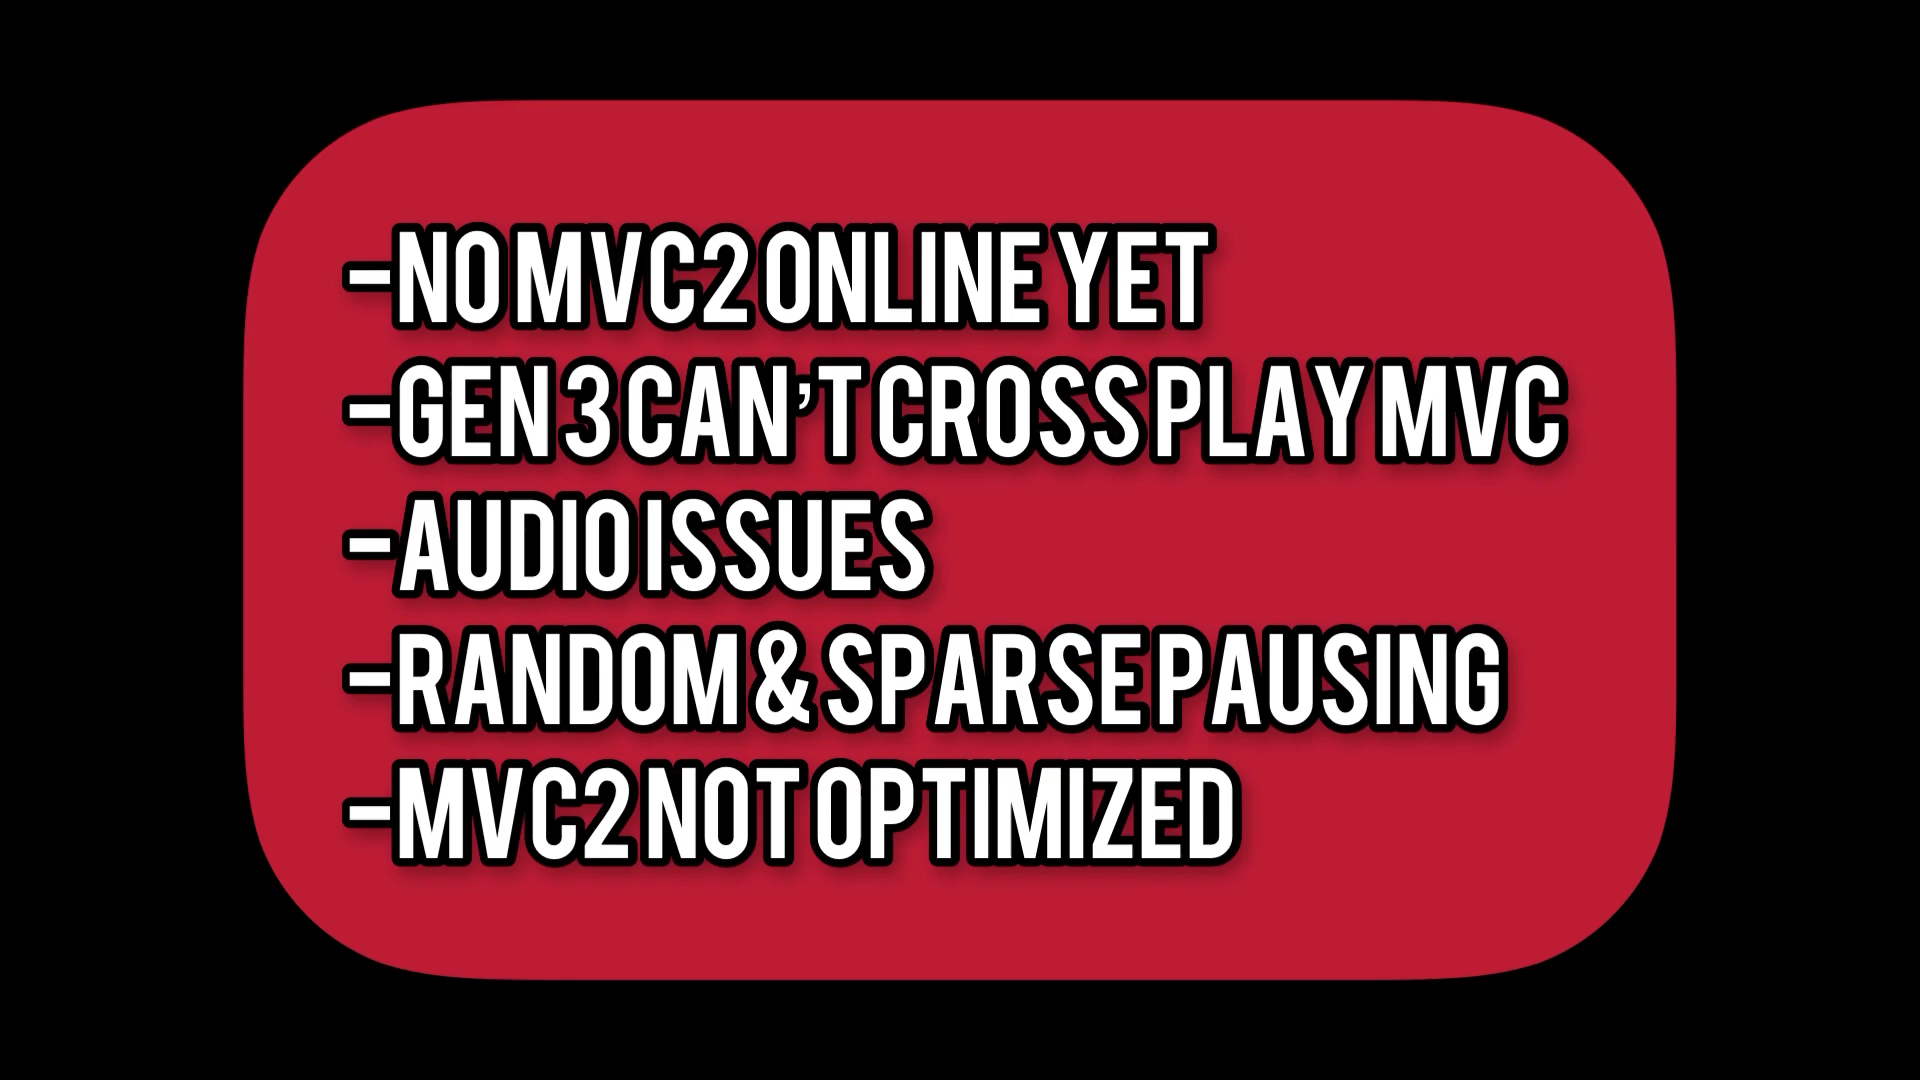 -NO MVC2 ONLINE YET
-GEN 3 CAN'T CROSS PLAY MVC
-AUDIO ISSUES
-RANDOM & SPARSE PAUSING
-MVC2 NOT OPTIMIZED